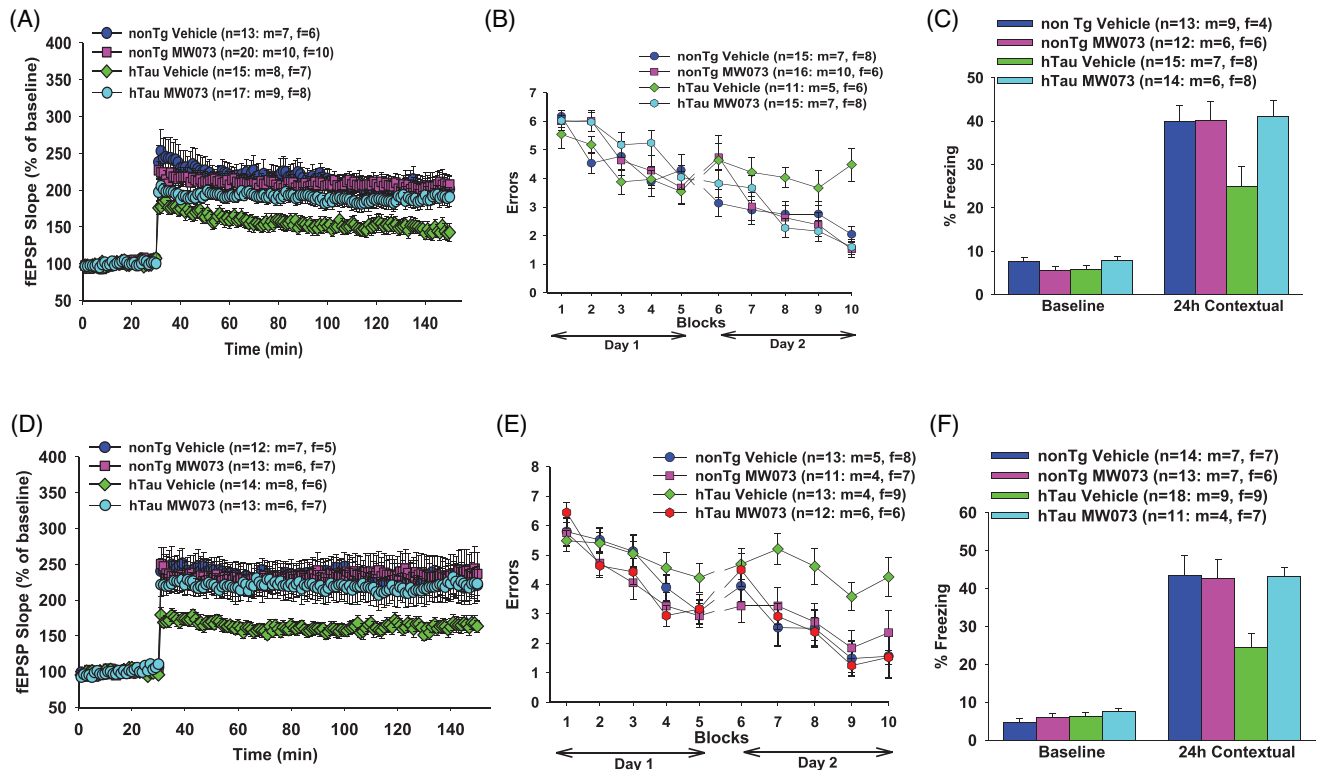 (A)
nonTg Vehicle (n=13: m=7, f=6)
nonTg MW073 (n=20: m=10, f=10)
hTau Vehicle (n=15: m=8, f=7)
hTau MW073 (n=17: m=9, f=8)
fEPSP Slope (% of baseline)
400
350
300
250
200
150
100
50
0 20 40 60 80 100 120 140
Time (min)
(B)
nonTg Vehicle (n=15: m=7, f=8)
nonTg MW073 (n=16: m=10, f=6)
hTau Vehicle (n=11: m=5, f=6)
hTau MW073 (n=15: m=7, f=8)
Errors
7
6
5
4
3
2
1
0
1 2 3 4 5 6 7 8 9 10
Blocks
Day 1 Day 2
(C)
non Tg Vehicle (n=13: m=9, f=4)
nonTg MW073 (n=12: m=6, f=6)
hTau Vehicle (n=15: m=7, f=8)
hTau MW073 (n=14: m=6, f=8)
% Freezing
50
40
30
20
10
0
Baseline 24h Contextual
(D)
nonTg Vehicle (n=12: m=7, f=5)
nonTg MW073 (n=13: m=6, f=7)
hTau Vehicle (n=14: m=8, f=6)
hTau MW073 (n=13: m=6, f=7)
fEPSP Slope (% of baseline)
400
350
300
250
200
150
100
50
0 20 40 60 80 100 120 140
Time (min)
(E)
nonTg Vehicle (n=13: m=5, f=8)
nonTg MW073 (n=11: m=4, f=7)
hTau Vehicle (n=13: m=4, f=9)
hTau MW073 (n=12: m=6, f=6)
Errors
8
7
6
5
4
3
2
1
0
1 2 3 4 5 6 7 8 9 10
Blocks
Day 1 Day 2
(F)
nonTg Vehicle (n=14: m=7, f=7)
nonTg MW073 (n=13: m=7, f=6)
hTau Vehicle (n=18: m=9, f=9)
hTau MW073 (n=11: m=4, f=7)
% Freezing
60
50
40
30
20
10
0
Baseline 24h Contextual